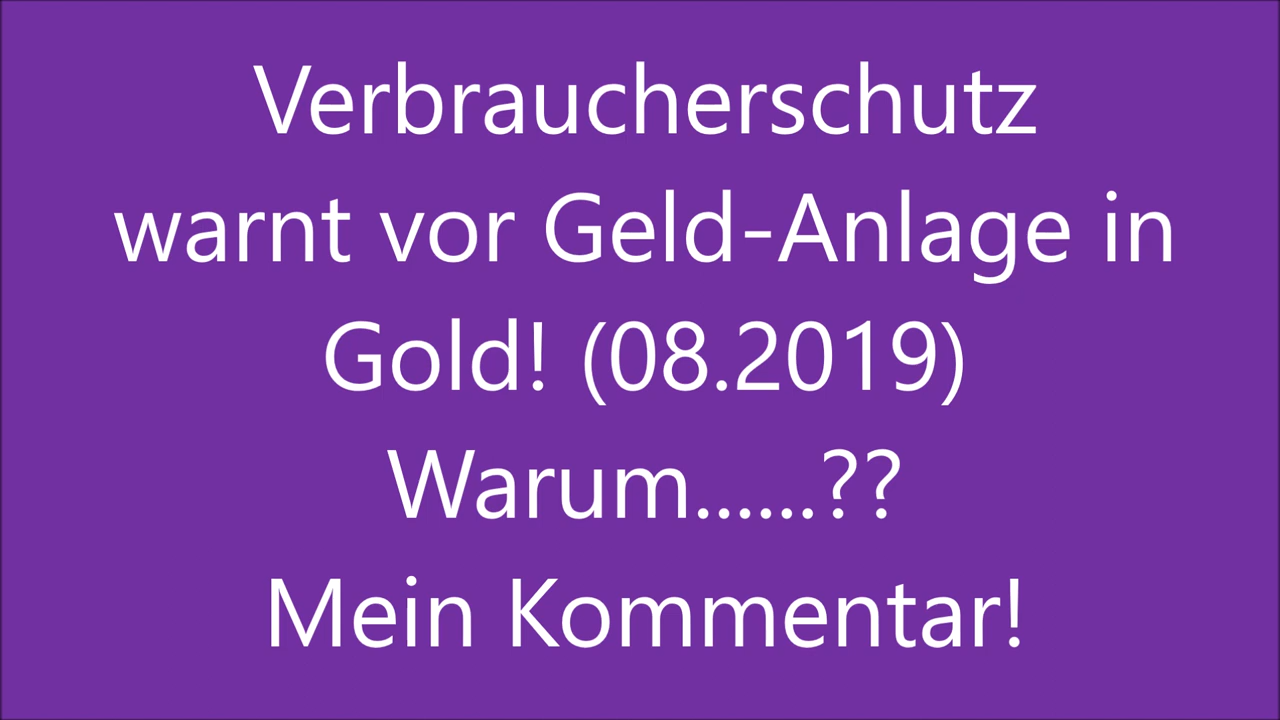 Verbraucherschutz
warnt vor Geld-Anlage in
Gold! (08.2019)
Warum......??
Mein Kommentar!